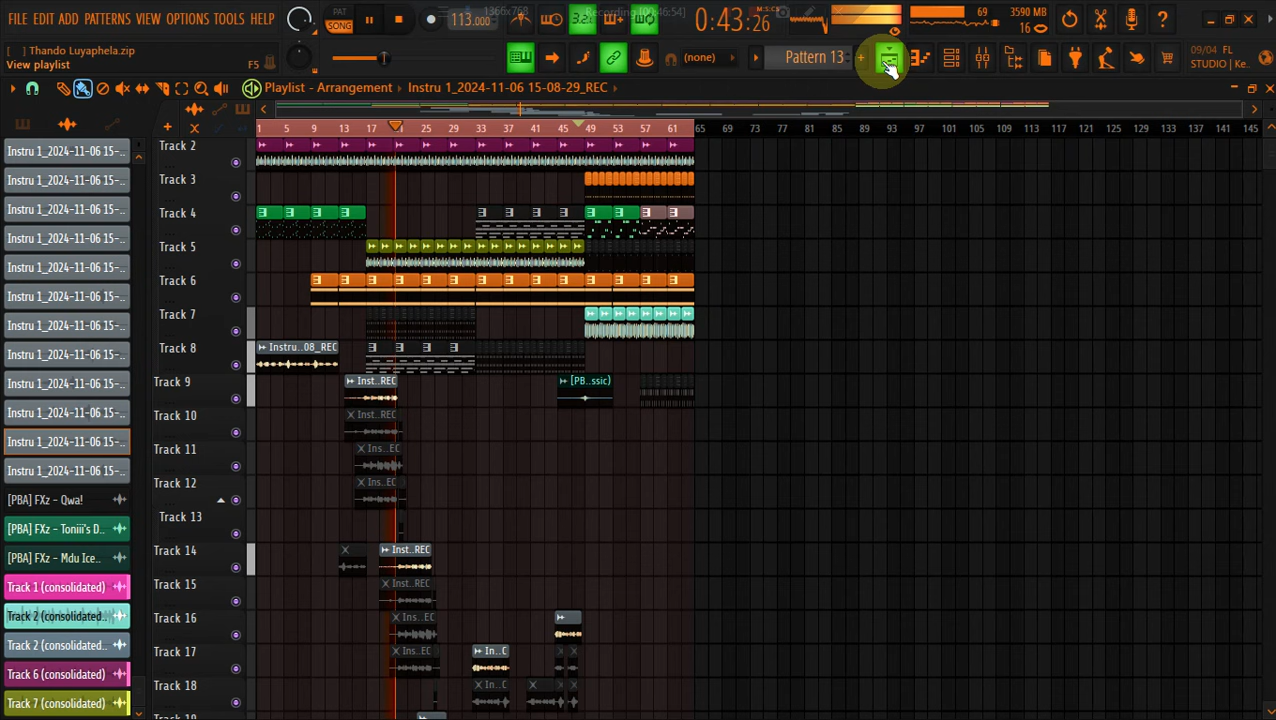 FILE EDIT ADD PATTERNS VIEW OPTIONS TOOLS HELP
PAT
SONG
113.000
3.2.
1366x768
Recording [00:46:54]
M:S:CS
0:43:26
69
3590 MB
16
[ ] Thando Luyaphela.zip
View playlist
F5
(none)
Pattern 13
+
09/04 FL
STUDIO | Ke..
Playlist - Arrangement
Instru 1_2024-11-06 15-08-29_REC
1 5 9 13 17 21 25 29 33 37 41 45 49 53 57 61 65 69 73 77 81 85 89 93 97 101 105 109 113 117 121 125 129 133 137 141 145
Instru 1_2024-11-06 15-..
Instru 1_2024-11-06 15-..
Instru 1_2024-11-06 15-..
Instru 1_2024-11-06 15-..
Instru 1_2024-11-06 15-..
Instru 1_2024-11-06 15-..
Instru 1_2024-11-06 15-..
Instru 1_2024-11-06 15-..
Instru 1_2024-11-06 15-..
Instru 1_2024-11-06 15-..
Instru 1_2024-11-06 15-..
Instru 1_2024-11-06 15-..
[PBA] FXz - Qwa!
[PBA] FXz - Toniii's D..
[PBA] FXz - Mdu Ice..
Track 1 (consolidated)
Track 2 (consolidated..
Track 2 (consolidated..
Track 6 (consolidated)
Track 7 (consolidated)
Track 2
Track 3
Track 4
Track 5
Track 6
Track 7
Track 8
Instru..08_REC
Track 9
Inst..REC
[PB..ssic)
Track 10
Inst..REC
Track 11
Ins..EC
Track 12
Ins..EC
Track 13
Track 14
Inst..REC
Track 15
Inst..REC
Track 16
Ins..EC
Track 17
Ins..EC
In..C
Track 18
In..C